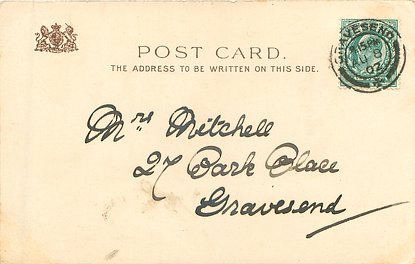 POST CARD.
THE ADDRESS TO BE WRITTEN ON THIS SIDE.
GRAVESEND
Mrs Mitchell
27 Park Place
Gravesend